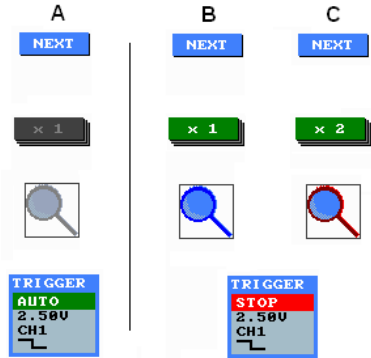 A B C
NEXT NEXT NEXT
x 1 x 1 x 2
TRIGGER TRIGGER
AUTO STOP
2.50V 2.50V
CH1 CH1